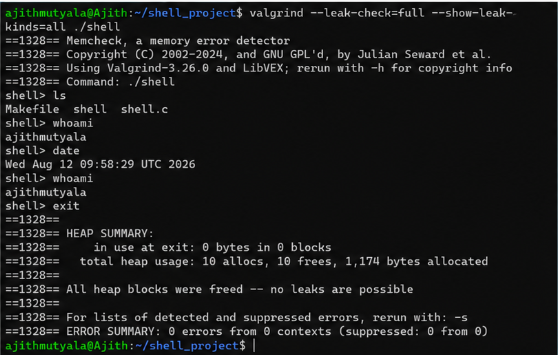 ajithmutyala@Ajith:~/shell_project$ valgrind --leak-check=full --show-leak-
kinds=all ./shell
==1328== Memcheck, a memory error detector
==1328== Copyright (C) 2002-2024, and GNU GPL'd, by Julian Seward et al.
==1328== Using Valgrind-3.26.0 and LibVEX; rerun with -h for copyright info
==1328== Command: ./shell
shell> ls
Makefile  shell  shell.c
shell> whoami
ajithmutyala
shell> date
Wed Aug 12 09:58:29 UTC 2026
shell> whoami
ajithmutyala
shell> exit
==1328==
==1328== HEAP SUMMARY:
==1328==     in use at exit: 0 bytes in 0 blocks
==1328==   total heap usage: 10 allocs, 10 frees, 1,174 bytes allocated
==1328==
==1328== All heap blocks were freed -- no leaks are possible
==1328==
==1328== For lists of detected and suppressed errors, rerun with: -s
==1328== ERROR SUMMARY: 0 errors from 0 contexts (suppressed: 0 from 0)
ajithmutyala@Ajith:~/shell_project$